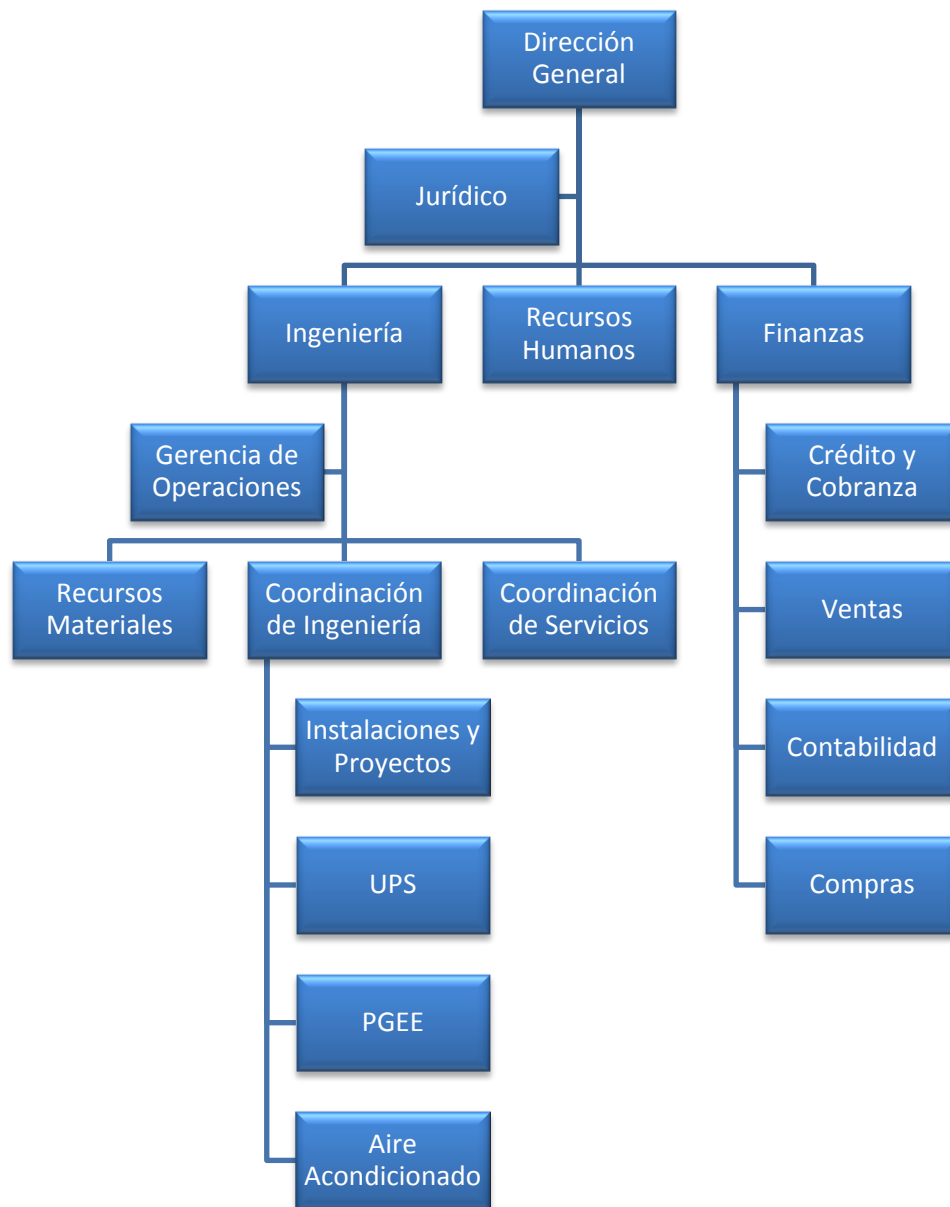 Dirección
General
Jurídico
Ingeniería
Recursos
Humanos
Finanzas
Gerencia de
Operaciones
Crédito y
Cobranza
Recursos
Materiales
Coordinación
de Ingeniería
Coordinación
de Servicios
Ventas
Instalaciones y
Proyectos
Contabilidad
UPS
Compras
PGEE
Aire
Acondicionado